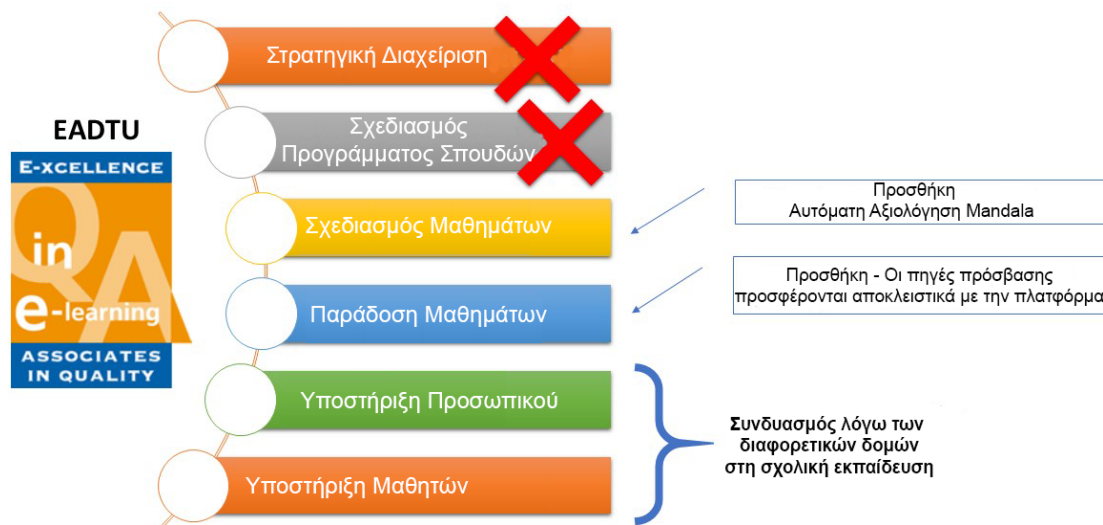 Στρατηγική Διαχείριση
Σχεδιασμός
Προγράμματος Σπουδών
Σχεδιασμός Μαθημάτων
Παράδοση Μαθημάτων
Υποστήριξη Προσωπικού
Υποστήριξη Μαθητών
EADTU
E-XCELLENCE
QA
in
e-learning
ASSOCIATES
IN QUALITY
Προσθήκη
Αυτόματη Αξιολόγηση Mandala
Προσθήκη - Οι πηγές πρόσβασης
προσφέρονται αποκλειστικά με την πλατφόρμα
Συνδυασμός λόγω των
διαφορετικών δομών
στη σχολική εκπαίδευση